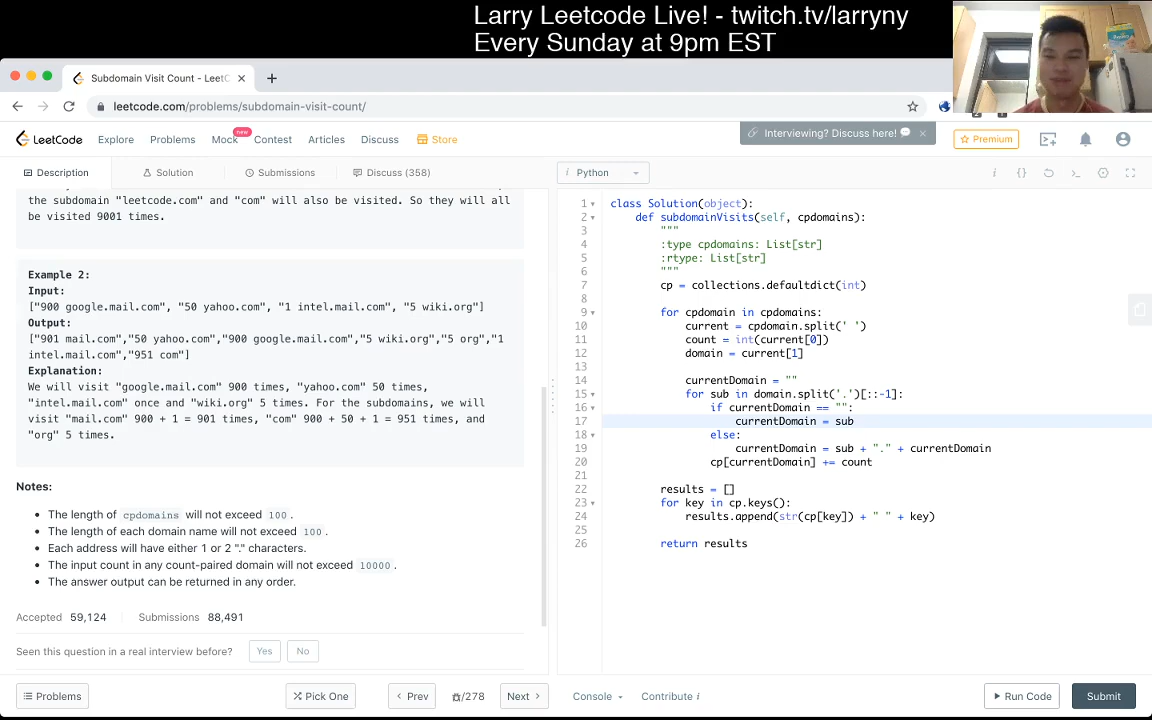 Larry Leetcode Live! - twitch.tv/larryny
Every Sunday at 9pm EST
Subdomain Visit Count - LeetC
leetcode.com/problems/subdomain-visit-count/
LeetCode Explore Problems Mock new Contest Articles Discuss Store
Interviewing? Discuss here!
Premium
Description Solution Submissions Discuss (358)
i Python
the subdomain "leetcode.com" and "com" will also be visited. So they will all
be visited 9001 times.
Example 2:
Input:
["900 google.mail.com", "50 yahoo.com", "1 intel.mail.com", "5 wiki.org"]
Output:
["901 mail.com","50 yahoo.com","900 google.mail.com","5 wiki.org","5 org","1
intel.mail.com","951 com"]
Explanation:
We will visit "google.mail.com" 900 times, "yahoo.com" 50 times,
"intel.mail.com" once and "wiki.org" 5 times. For the subdomains, we will
visit "mail.com" 900 + 1 = 901 times, "com" 900 + 50 + 1 = 951 times, and
"org" 5 times.
Notes:
• The length of cpdomains will not exceed 100.
• The length of each domain name will not exceed 100.
• Each address will have either 1 or 2 "." characters.
• The input count in any count-paired domain will not exceed 10000.
• The answer output can be returned in any order.
Accepted 59,124 Submissions 88,491
Seen this question in a real interview before? Yes No
Problems Pick One Prev /278 Next
1 class Solution(object):
2 def subdomainVisits(self, cpdomains):
3 """
4 :type cpdomains: List[str]
5 :rtype: List[str]
6 """
7 cp = collections.defaultdict(int)
8
9 for cpdomain in cpdomains:
10 current = cpdomain.split(' ')
11 count = int(current[0])
12 domain = current[1]
13
14 currentDomain = ""
15 for sub in domain.split('.')[::-1]:
16 if currentDomain == "":
17 currentDomain = sub
18 else:
19 currentDomain = sub + "." + currentDomain
20 cp[currentDomain] += count
21
22 results = []
23 for key in cp.keys():
24 results.append(str(cp[key]) + " " + key)
25
26 return results
Console Contribute i Run Code Submit